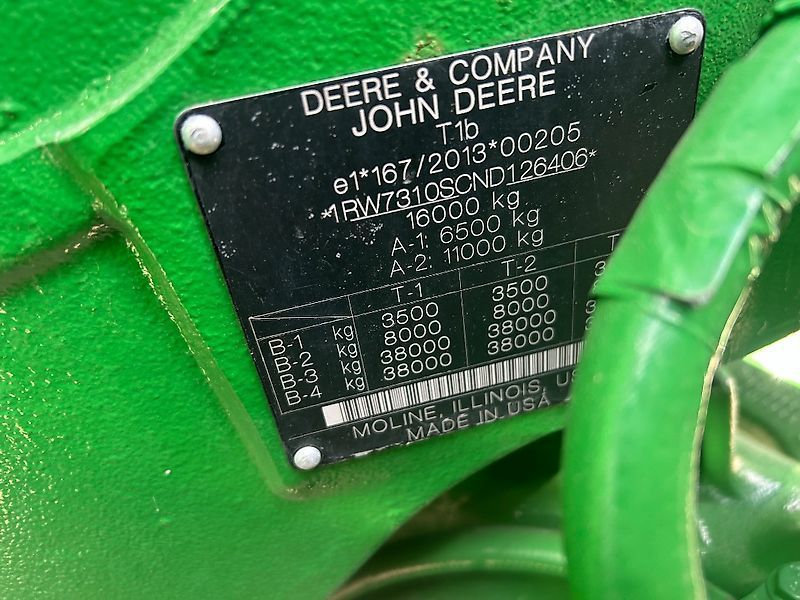 DEERE & COMPANY
JOHN DEERE
T1b
e1*167/2013*00205
*1RW7310SCND126406*
16000 kg
A-1: 6500 kg
A-2: 11000 kg
T-1 T-2
B-1 kg 3500 3500
B-2 kg 8000 8000
B-3 kg 38000 38000
B-4 kg 38000 38000
MOLINE, ILLINOIS,
MADE IN USA